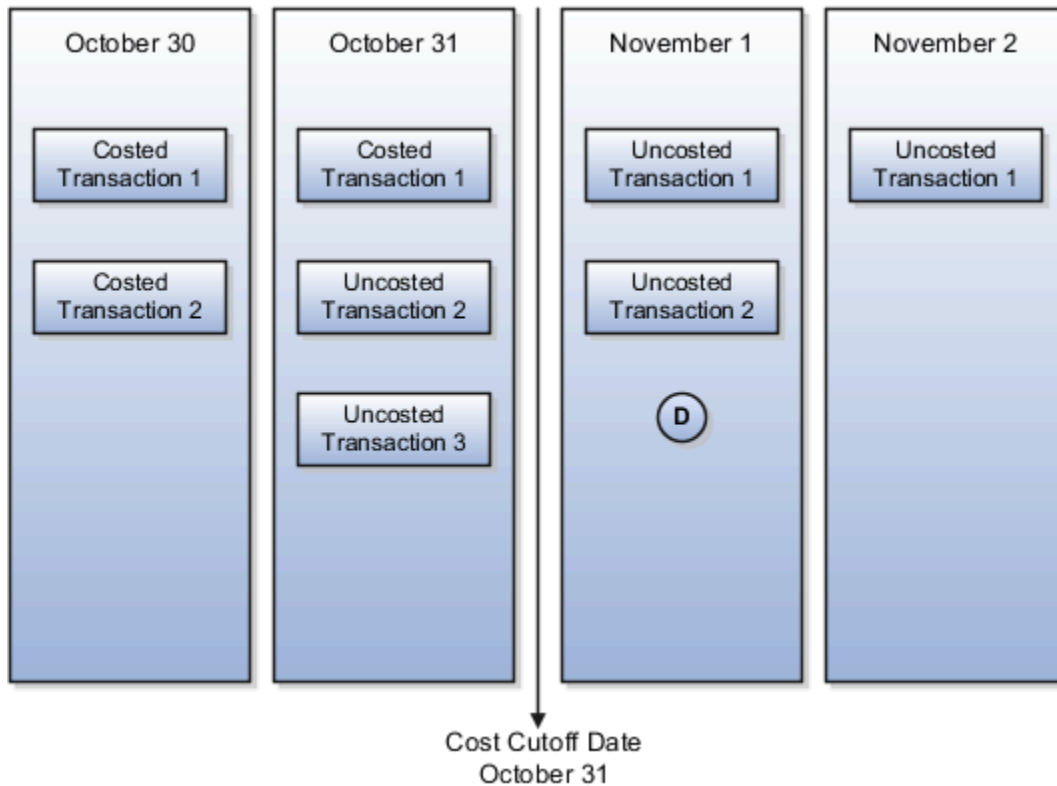 October 30
Costed
Transaction 1
Costed
Transaction 2
October 31
Costed
Transaction 1
Uncosted
Transaction 2
Uncosted
Transaction 3
November 1
Uncosted
Transaction 1
Uncosted
Transaction 2
D
November 2
Uncosted
Transaction 1
Cost Cutoff Date
October 31